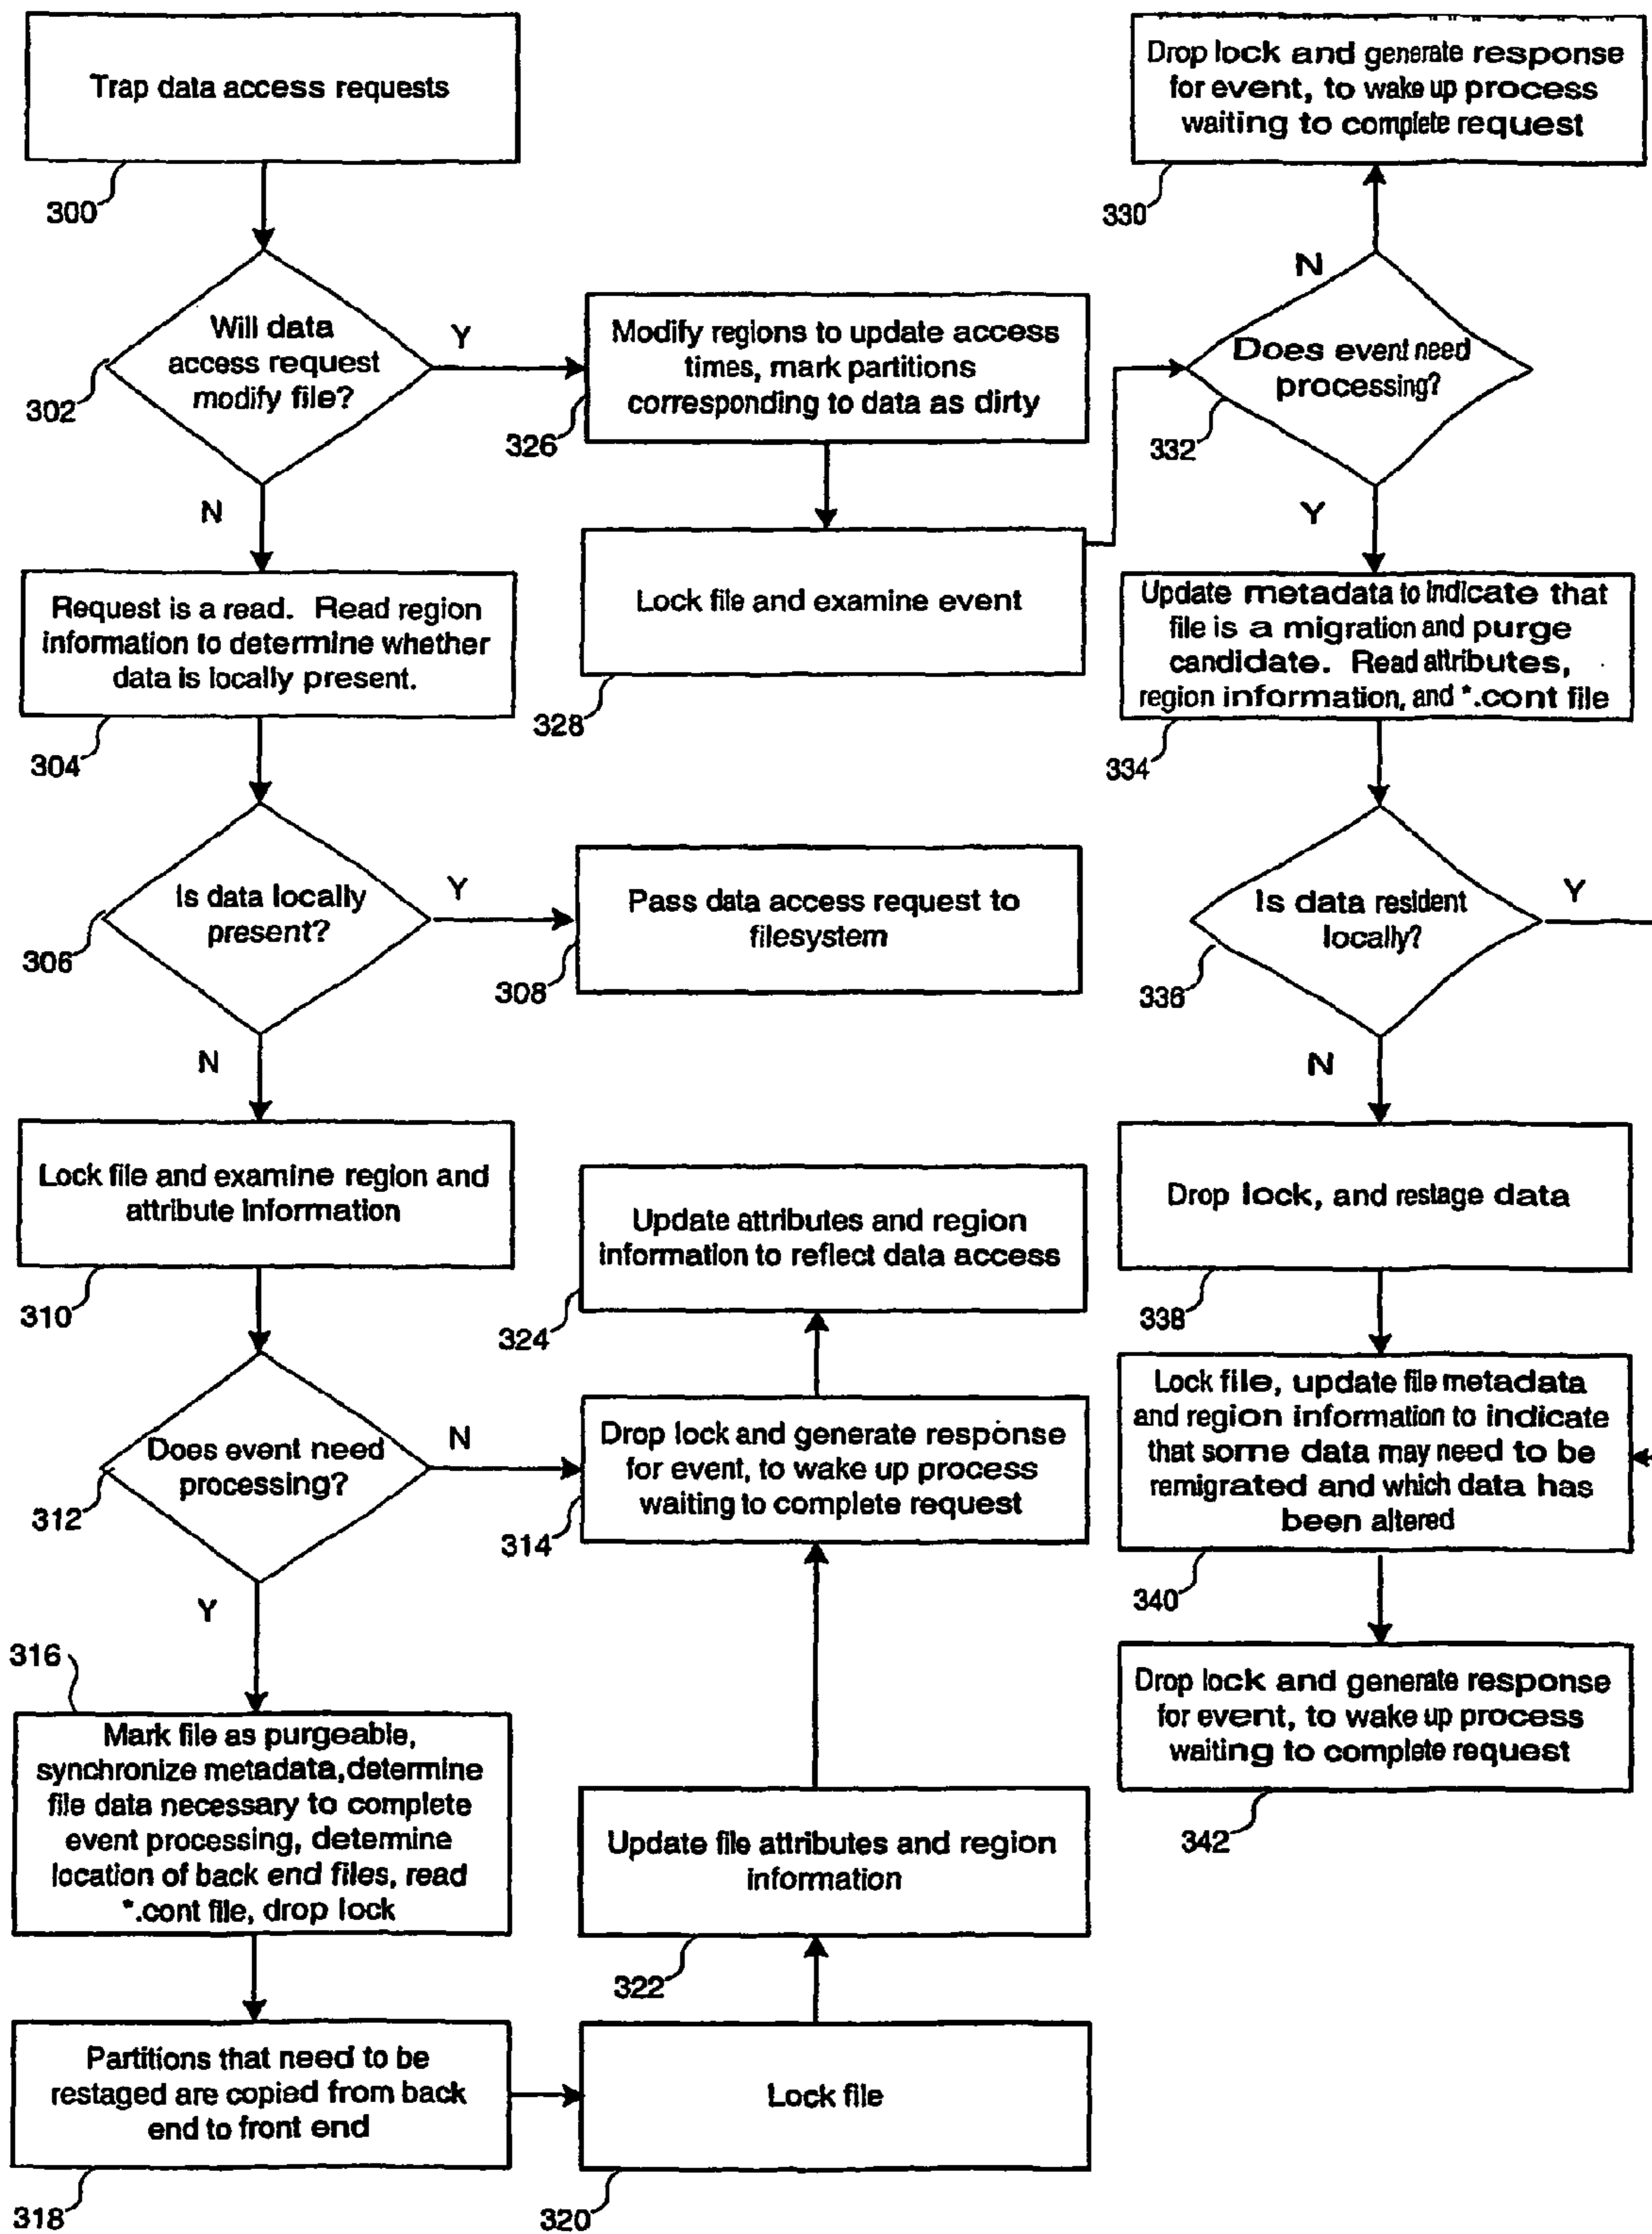 Trap data access requests
300
Will data
access request
modify file?
302
Y
N
Modify regions to update access
times, mark partitions
corresponding to data as dirty
326
Lock file and examine event
328
Request is a read. Read region
information to determine whether
data is locally present.
304
Is data locally
present?
306
Y
N
Pass data access request to
filesystem
308
Lock file and examine region and
attribute information
310
Does event need
processing?
312
N
Y
316
Mark file as purgeable,
synchronize metadata, determine
file data necessary to complete
event processing, determine
location of back end files, read
*.cont file, drop lock
Partitions that need to be
restaged are copied from back
end to front end
318
Lock file
320
Update file attributes and region
information
322
Drop lock and generate response
for event, to wake up process
waiting to complete request
314
Update attributes and region
information to reflect data access
324
Drop lock and generate response
for event, to wake up process
waiting to complete request
330
N
Does event need
processing?
332
Y
Update metadata to indicate that
file is a migration and purge
candidate. Read attributes,
region information, and *.cont file
334
Is data resident
locally?
336
Y
N
Drop lock, and restage data
338
Lock file, update file metadata
and region information to indicate
that some data may need to be
remigrated and which data has
been altered
340
Drop lock and generate response
for event, to wake up process
waiting to complete request
342